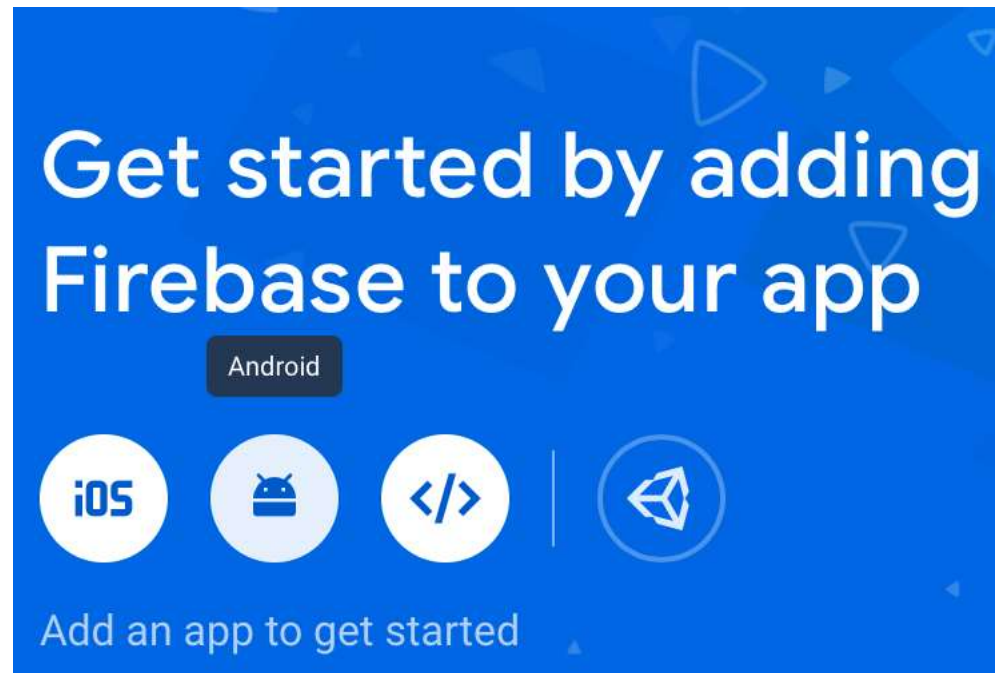 Get started by adding
Firebase to your app
Android
iOS
</>
Add an app to get started